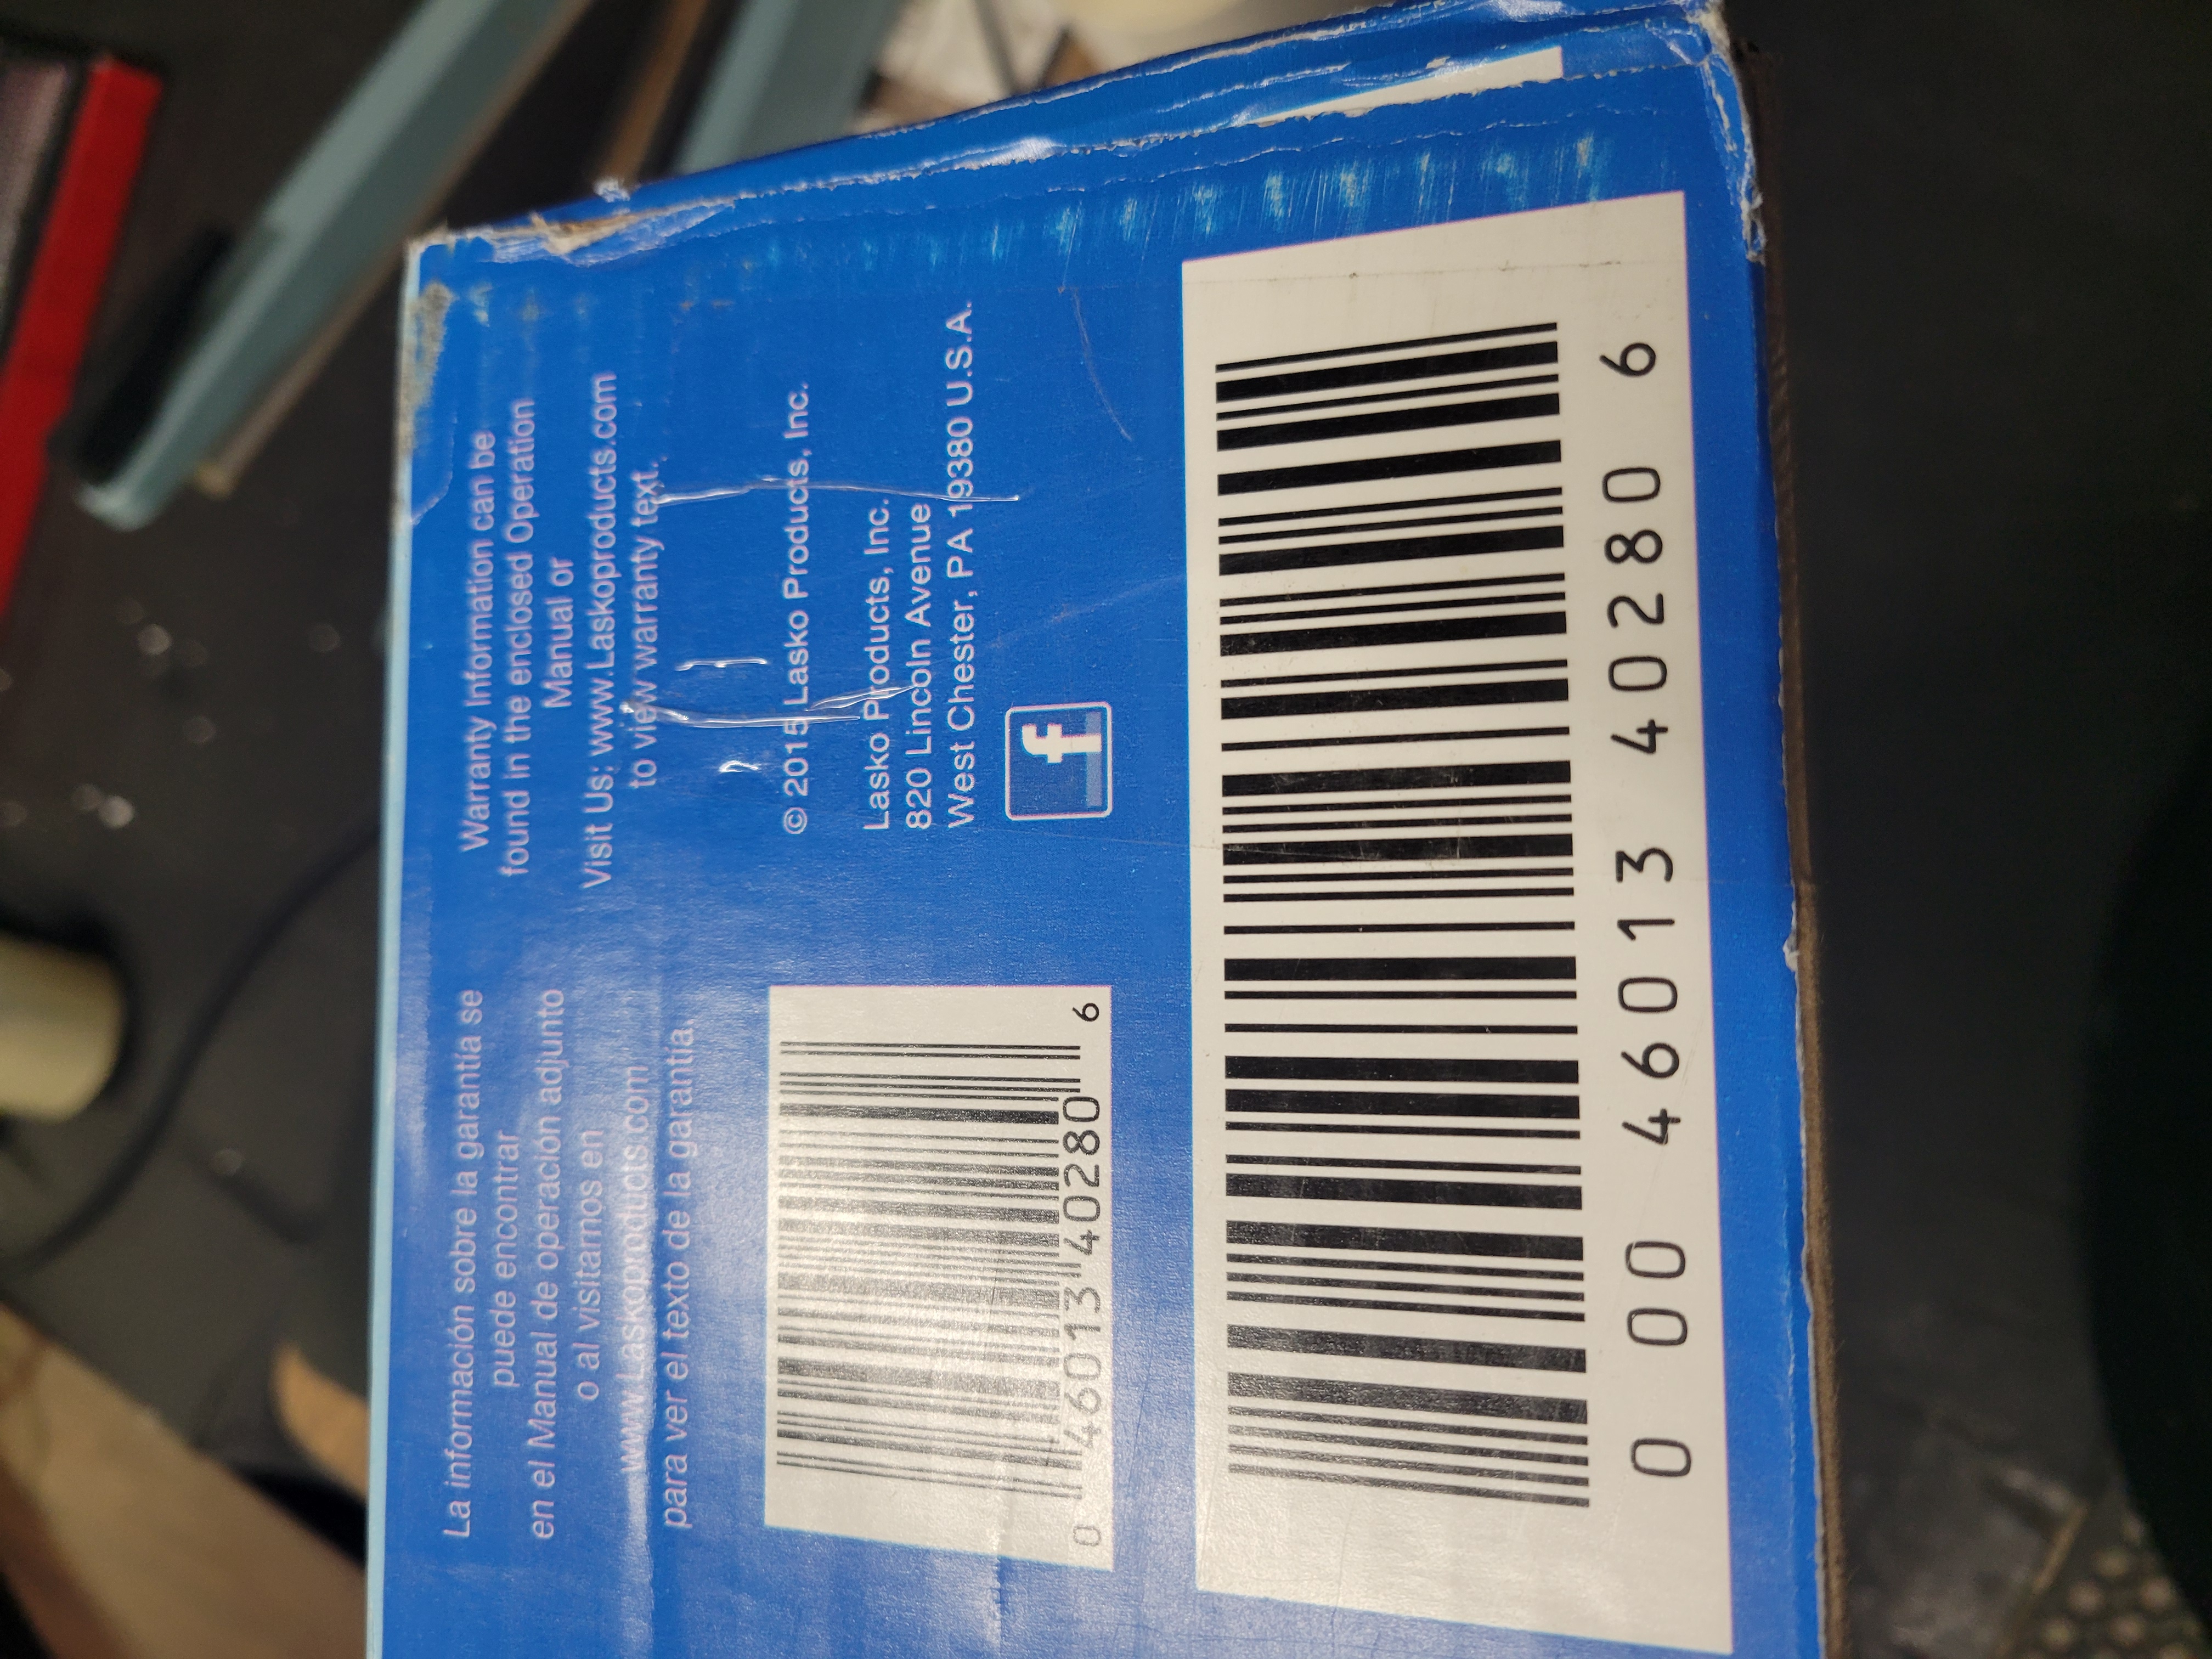 La información sobre la garantía se
puede encontrar
en el Manual de operación adjunto
o al visitarnos en
www.Laskoproducts.com
para ver el texto de la garantía.
Warranty Information can be
found in the enclosed Operation
Manual or
Visit Us: www.Laskoproducts.com
to view warranty text.
© 2015 Lasko Products, Inc.
Lasko Products, Inc.
820 Lincoln Avenue
West Chester, PA 19380 U.S.A.
f
0 46013 40280 6
0 00 46013 40280 6